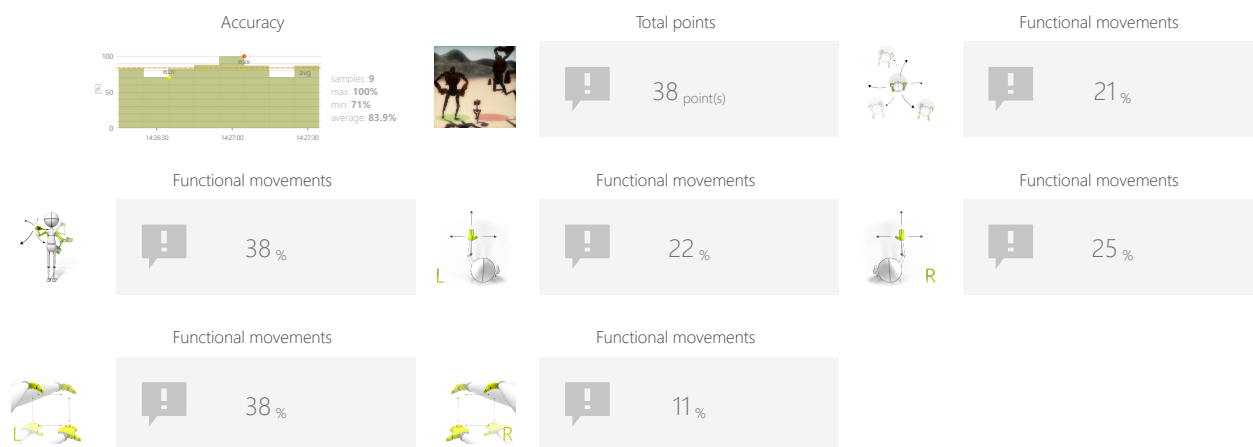 Accuracy
Total points
Functional movements
100
50
0
[%]
min
max
avg
14:26:30
14:27:00
14:27:30
samples: 9
max: 100%
min: 71%
average: 83.9%
38 point(s)
21 %
Functional movements
Functional movements
Functional movements
38 %
L
22 %
R
25 %
Functional movements
Functional movements
L
38 %
R
11 %